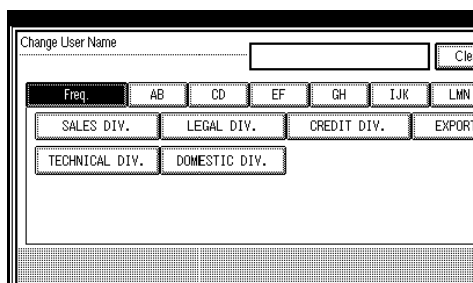 Change User Name
Cle
Freq. AB CD EF GH IJK LMN
SALES DIV. LEGAL DIV. CREDIT DIV. EXPORT
TECHNICAL DIV. DOMESTIC DIV.